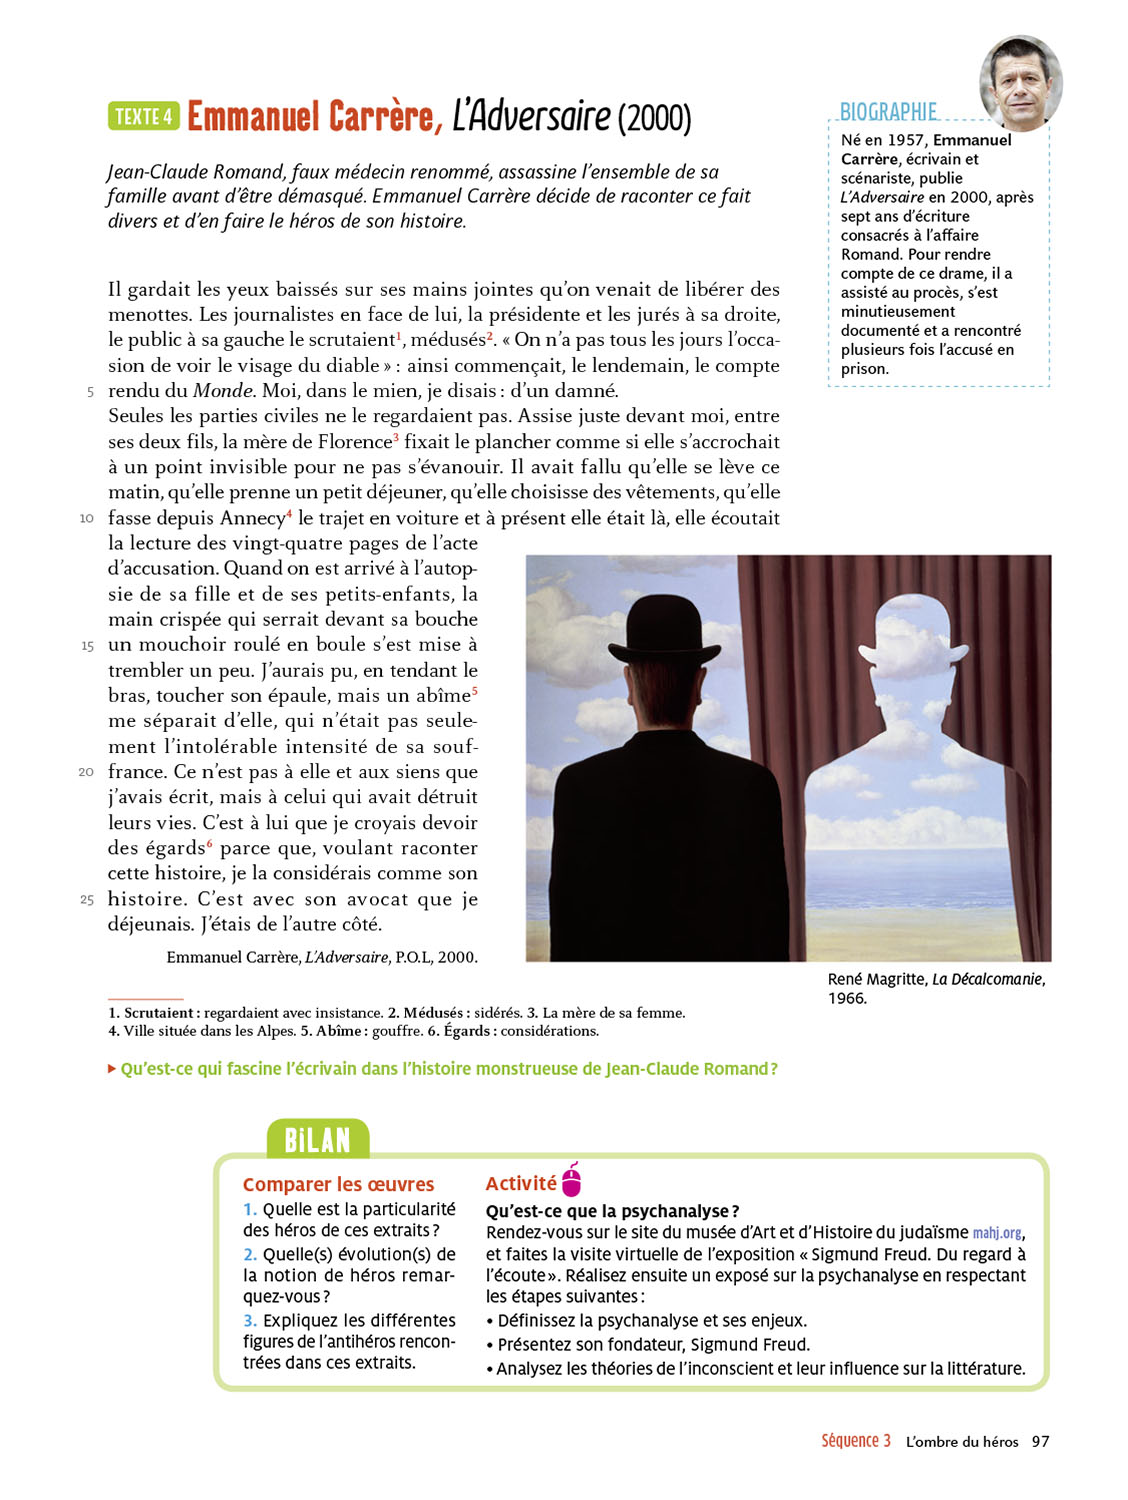 TEXTE 4 Emmanuel Carrère, L'Adversaire (2000)
Jean-Claude Romand, faux médecin renommé, assassine l'ensemble de sa
famille avant d'être démasqué. Emmanuel Carrère décide de raconter ce fait
divers et d'en faire le héros de son histoire.
BIOGRAPHIE
Né en 1957, Emmanuel
Carrère, écrivain et
scénariste, publie
L'Adversaire en 2000, après
sept ans d'écriture
consacrés à l'affaire
Romand. Pour rendre
compte de ce drame, il a
assisté au procès, s'est
minutieusement
documenté et a rencontré
plusieurs fois l'accusé en
prison.
Il gardait les yeux baissés sur ses mains jointes qu'on venait de libérer des
menottes. Les journalistes en face de lui, la présidente et les jurés à sa droite,
le public à sa gauche le scrutaient1, médusés2. « On n'a pas tous les jours l'occa-
sion de voir le visage du diable » : ainsi commençait, le lendemain, le compte
5 rendu du Monde. Moi, dans le mien, je disais : d'un damné.
Seules les parties civiles ne le regardaient pas. Assise juste devant moi, entre
ses deux fils, la mère de Florence3 fixait le plancher comme si elle s'accrochait
à un point invisible pour ne pas s'évanouir. Il avait fallu qu'elle se lève ce
matin, qu'elle prenne un petit déjeuner, qu'elle choisisse des vêtements, qu'elle
10 fasse depuis Annecy4 le trajet en voiture et à présent elle était là, elle écoutait
la lecture des vingt-quatre pages de l'acte
d'accusation. Quand on est arrivé à l'autop-
sie de sa fille et de ses petits-enfants, la
main crispée qui serrait devant sa bouche
15 un mouchoir roulé en boule s'est mise à
trembler un peu. J'aurais pu, en tendant le
bras, toucher son épaule, mais un abîme5
me séparait d'elle, qui n'était pas seule-
ment l'intolérable intensité de sa souf-
20 france. Ce n'est pas à elle et aux siens que
j'avais écrit, mais à celui qui avait détruit
leurs vies. C'est à lui que je croyais devoir
des égards6 parce que, voulant raconter
cette histoire, je la considérais comme son
25 histoire. C'est avec son avocat que je
déjeunais. J'étais de l'autre côté.
Emmanuel Carrère, L'Adversaire, P.O.L, 2000.
René Magritte, La Décalcomanie,
1966.
1. Scrutaient : regardaient avec insistance. 2. Médusés : sidérés. 3. La mère de sa femme.
4. Ville située dans les Alpes. 5. Abîme : gouffre. 6. Égards : considérations.
Qu'est-ce qui fascine l'écrivain dans l'histoire monstrueuse de Jean-Claude Romand ?
BiLAN
Comparer les œuvres
1. Quelle est la particularité
des héros de ces extraits ?
2. Quelle(s) évolution(s) de
la notion de héros remar-
quez-vous ?
3. Expliquez les différentes
figures de l'antihéros rencon-
trées dans ces extraits.
Activité
Qu'est-ce que la psychanalyse ?
Rendez-vous sur le site du musée d'Art et d'Histoire du judaïsme mahj.org,
et faites la visite virtuelle de l'exposition « Sigmund Freud. Du regard à
l'écoute ». Réalisez ensuite un exposé sur la psychanalyse en respectant
les étapes suivantes :
• Définissez la psychanalyse et ses enjeux.
• Présentez son fondateur, Sigmund Freud.
• Analysez les théories de l'inconscient et leur influence sur la littérature.
Séquence 3 L'ombre du héros 97